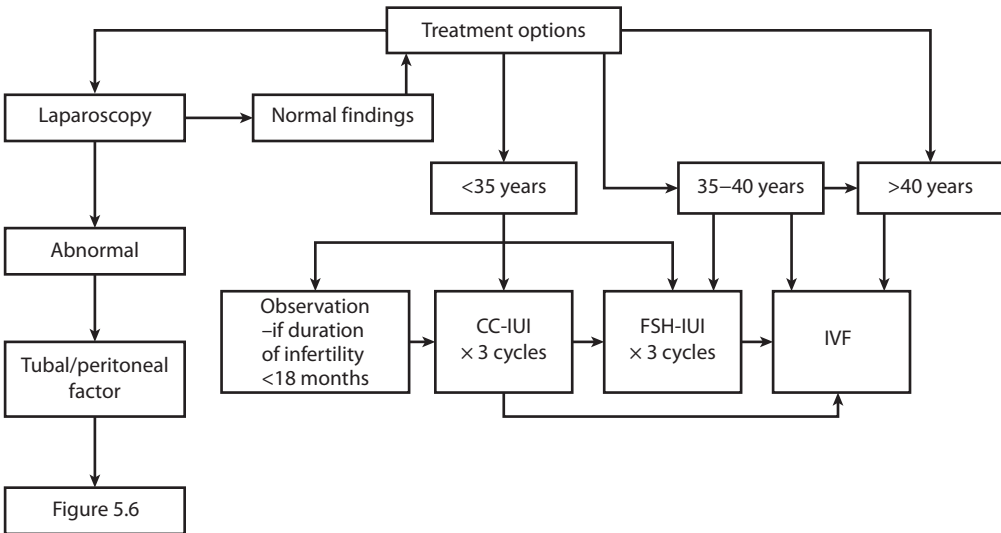 Treatment options
Laparoscopy
Normal findings
<35 years
35–40 years
>40 years
Abnormal
Observation
–if duration
of infertility
<18 months
CC-IUI
× 3 cycles
FSH-IUI
× 3 cycles
IVF
Tubal/peritoneal
factor
Figure 5.6